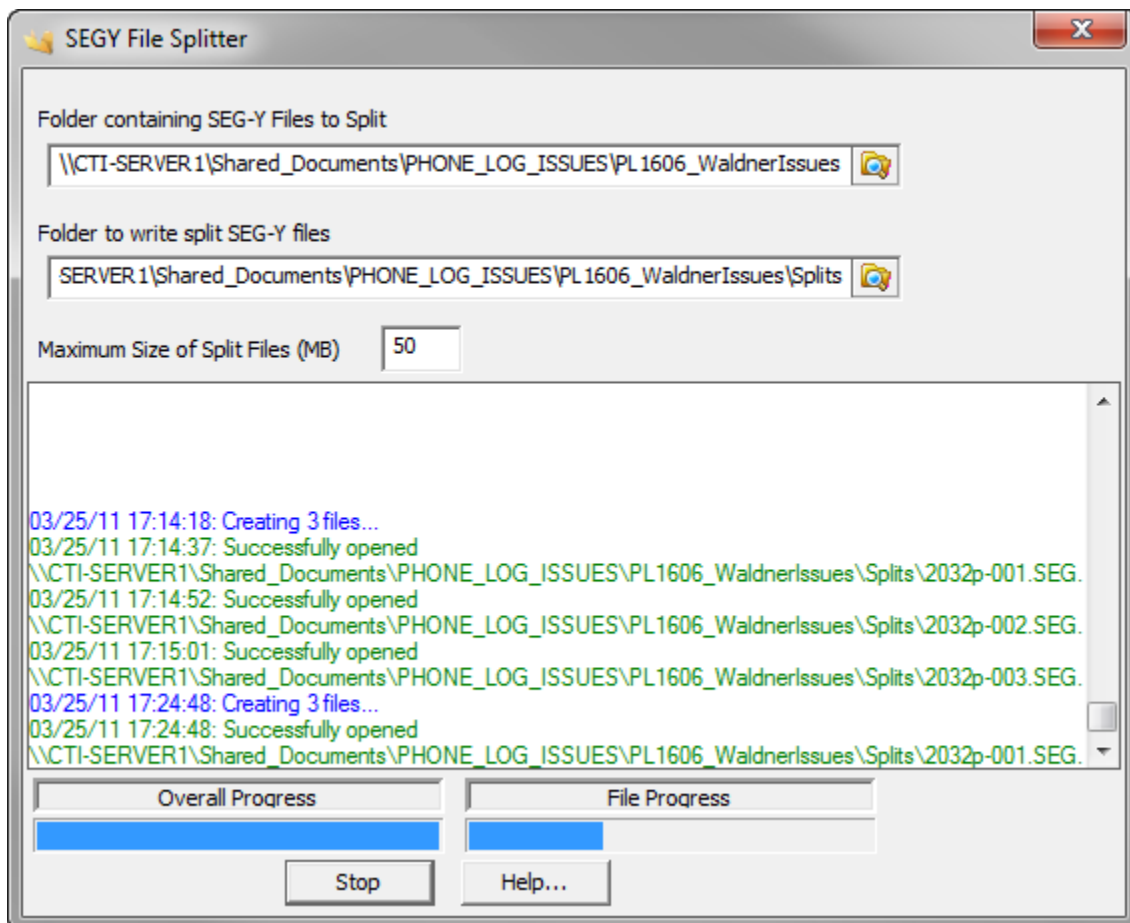 SEGY File Splitter
X
Folder containing SEG-Y Files to Split
\\CTI-SERVER1\Shared_Documents\PHONE_LOG_ISSUES\PL1606_WaldnerIssues
Folder to write split SEG-Y files
-SERVER1\Shared_Documents\PHONE_LOG_ISSUES\PL1606_WaldnerIssues\Splits
Maximum Size of Split Files (MB) 50
03/25/11 17:14:18: Creating 3 files...
03/25/11 17:14:37: Successfully opened
\\CTI-SERVER1\Shared_Documents\PHONE_LOG_ISSUES\PL1606_WaldnerIssues\Splits\2032p-001.SEG.
03/25/11 17:14:52: Successfully opened
\\CTI-SERVER1\Shared_Documents\PHONE_LOG_ISSUES\PL1606_WaldnerIssues\Splits\2032p-002.SEG.
03/25/11 17:15:01: Successfully opened
\\CTI-SERVER1\Shared_Documents\PHONE_LOG_ISSUES\PL1606_WaldnerIssues\Splits\2032p-003.SEG.
03/25/11 17:24:48: Creating 3 files...
03/25/11 17:24:48: Successfully opened
\\CTI-SERVER1\Shared_Documents\PHONE_LOG_ISSUES\PL1606_WaldnerIssues\Splits\2032p-001.SEG.
Overall Progress File Progress
Stop Help...